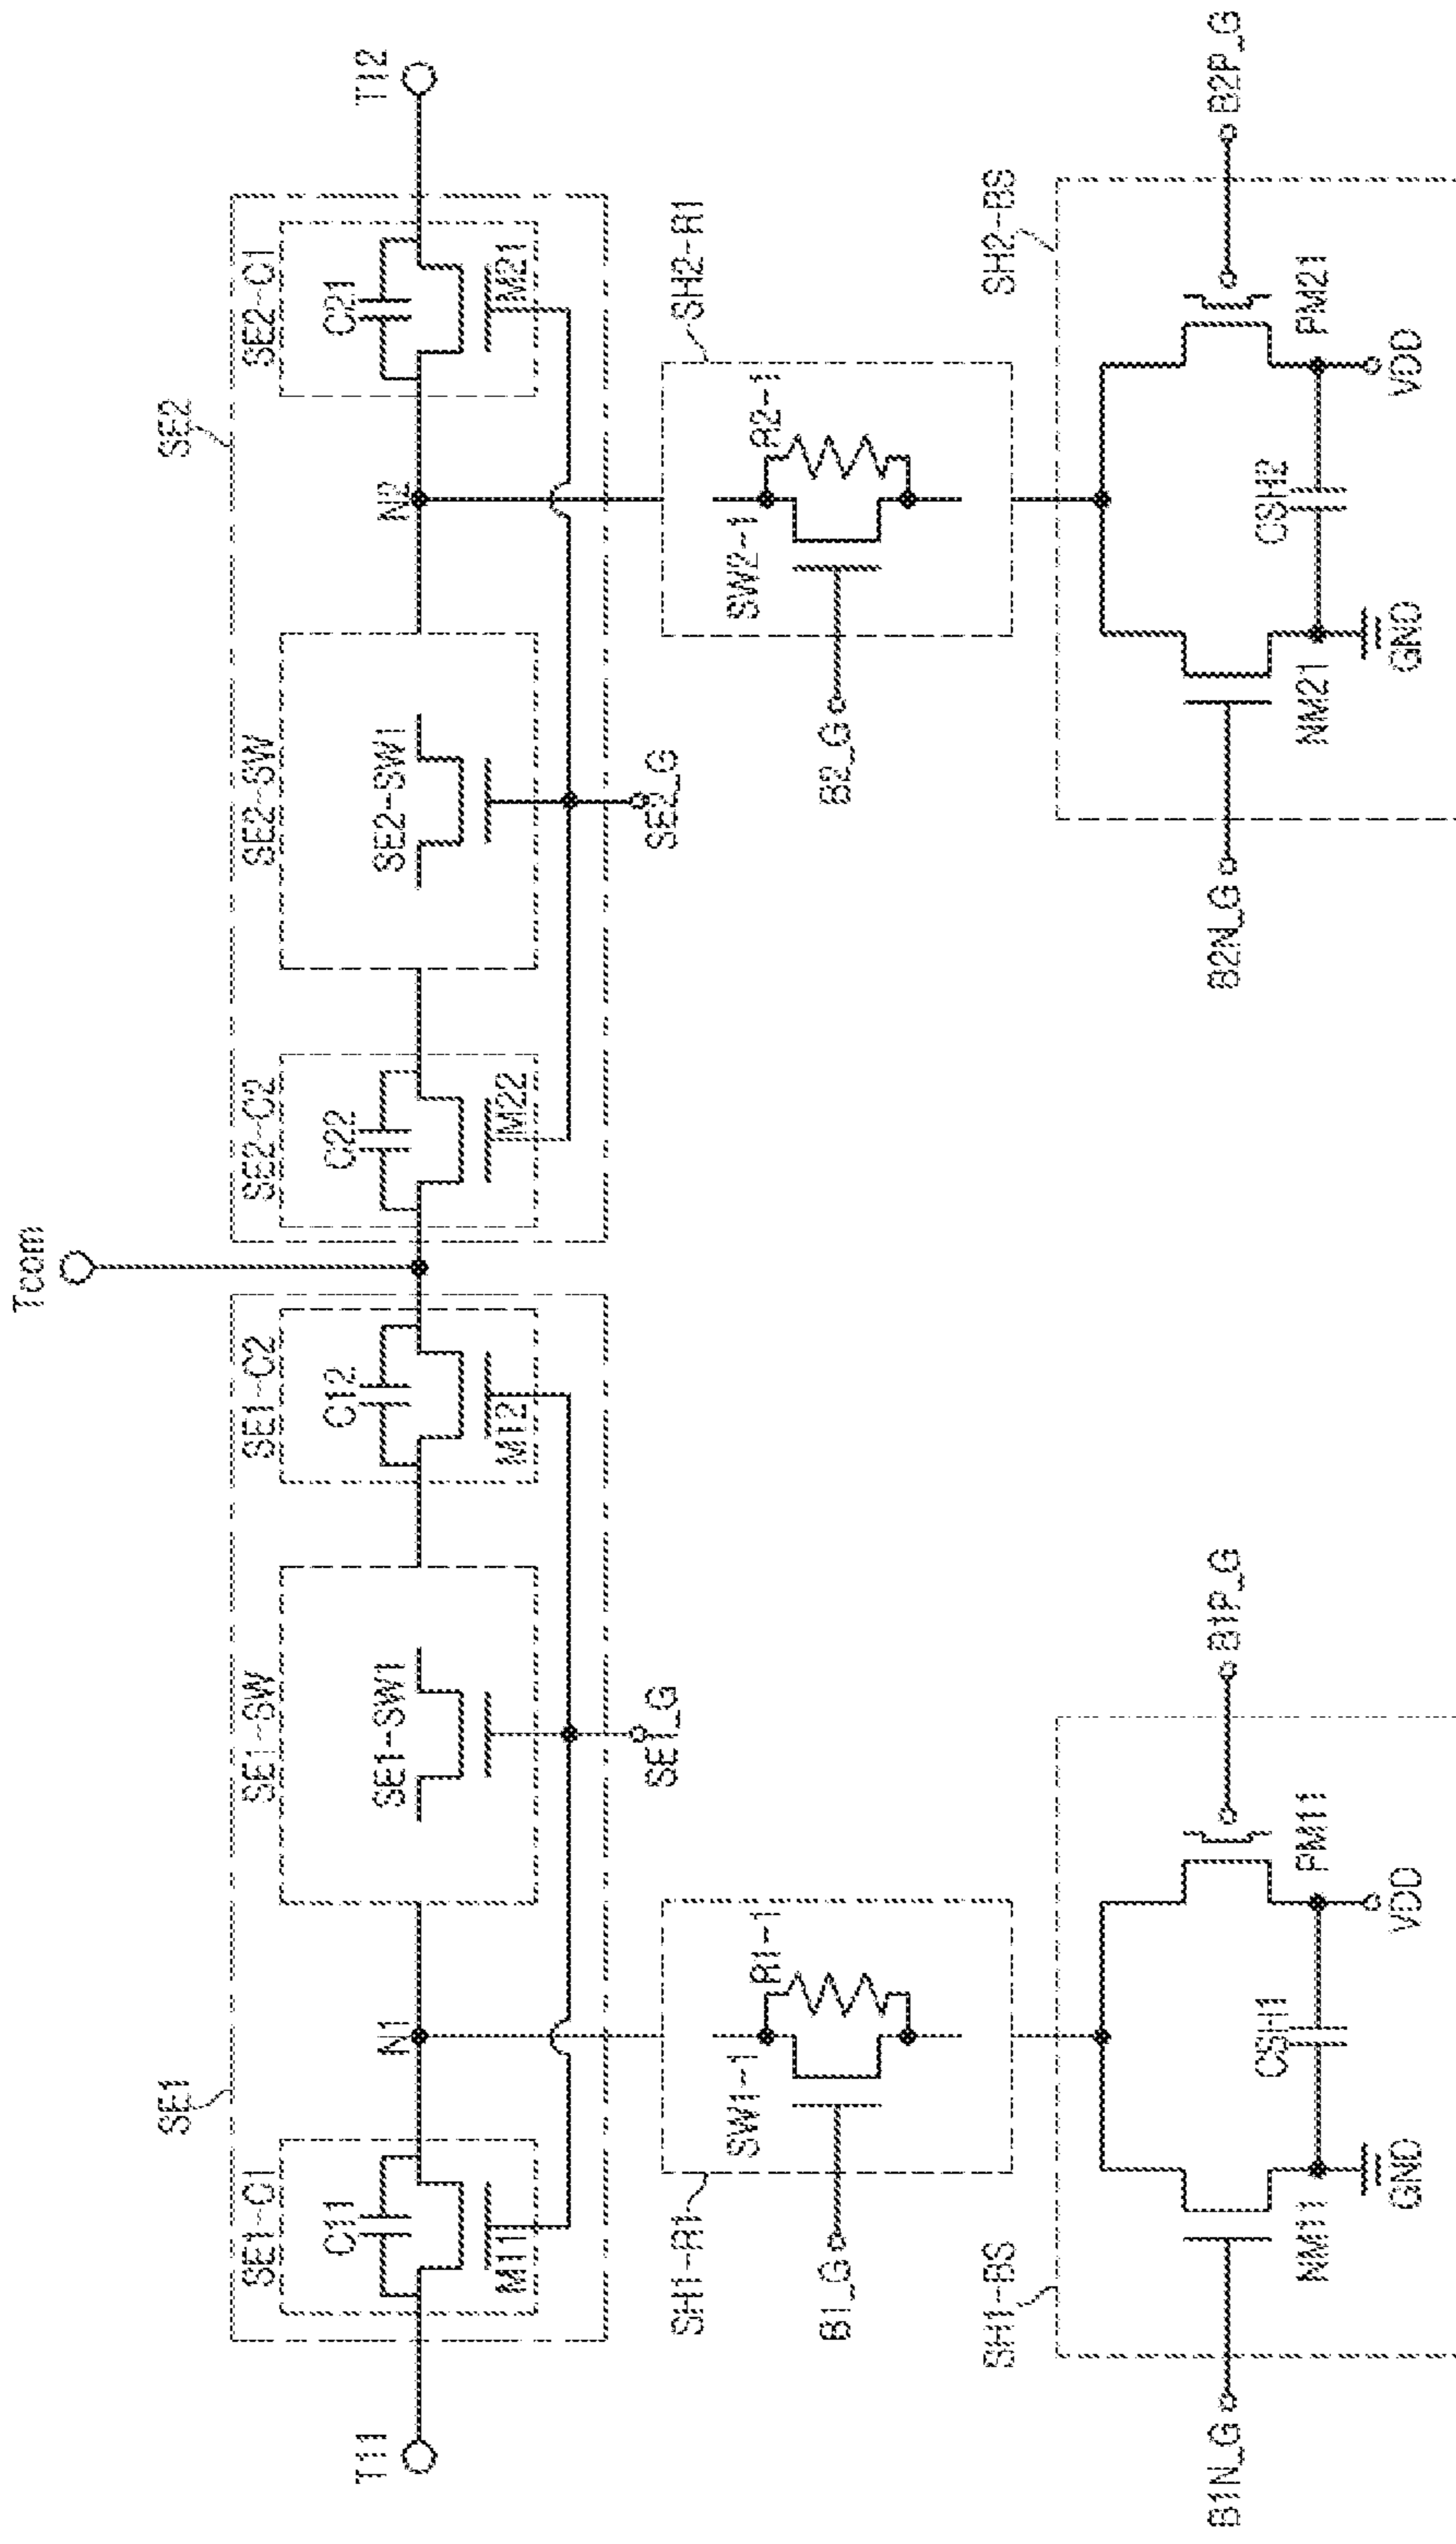 Tcom
SE1
SE2
SE1-C1
SE1-SW
SE1-C2
SE2-C2
SE2-SW
SE2-C1
T11
C11
N1
SE1-SW1
C12
C22
SE2-SW1
N2
C21
T12
M11
M12
M22
M21
SE1_G
SE2_G
SH1-R1
SW1-1
R1-1
SW2-1
R2-1
SH2-R1
B1_G
B2_G
SH1-BS
SH2-BS
B1N_G
B1P_G
B2N_G
B2P_G
NM11
CSH1
PM11
NM21
CSH2
PM21
GND
VDD
GND
VDD